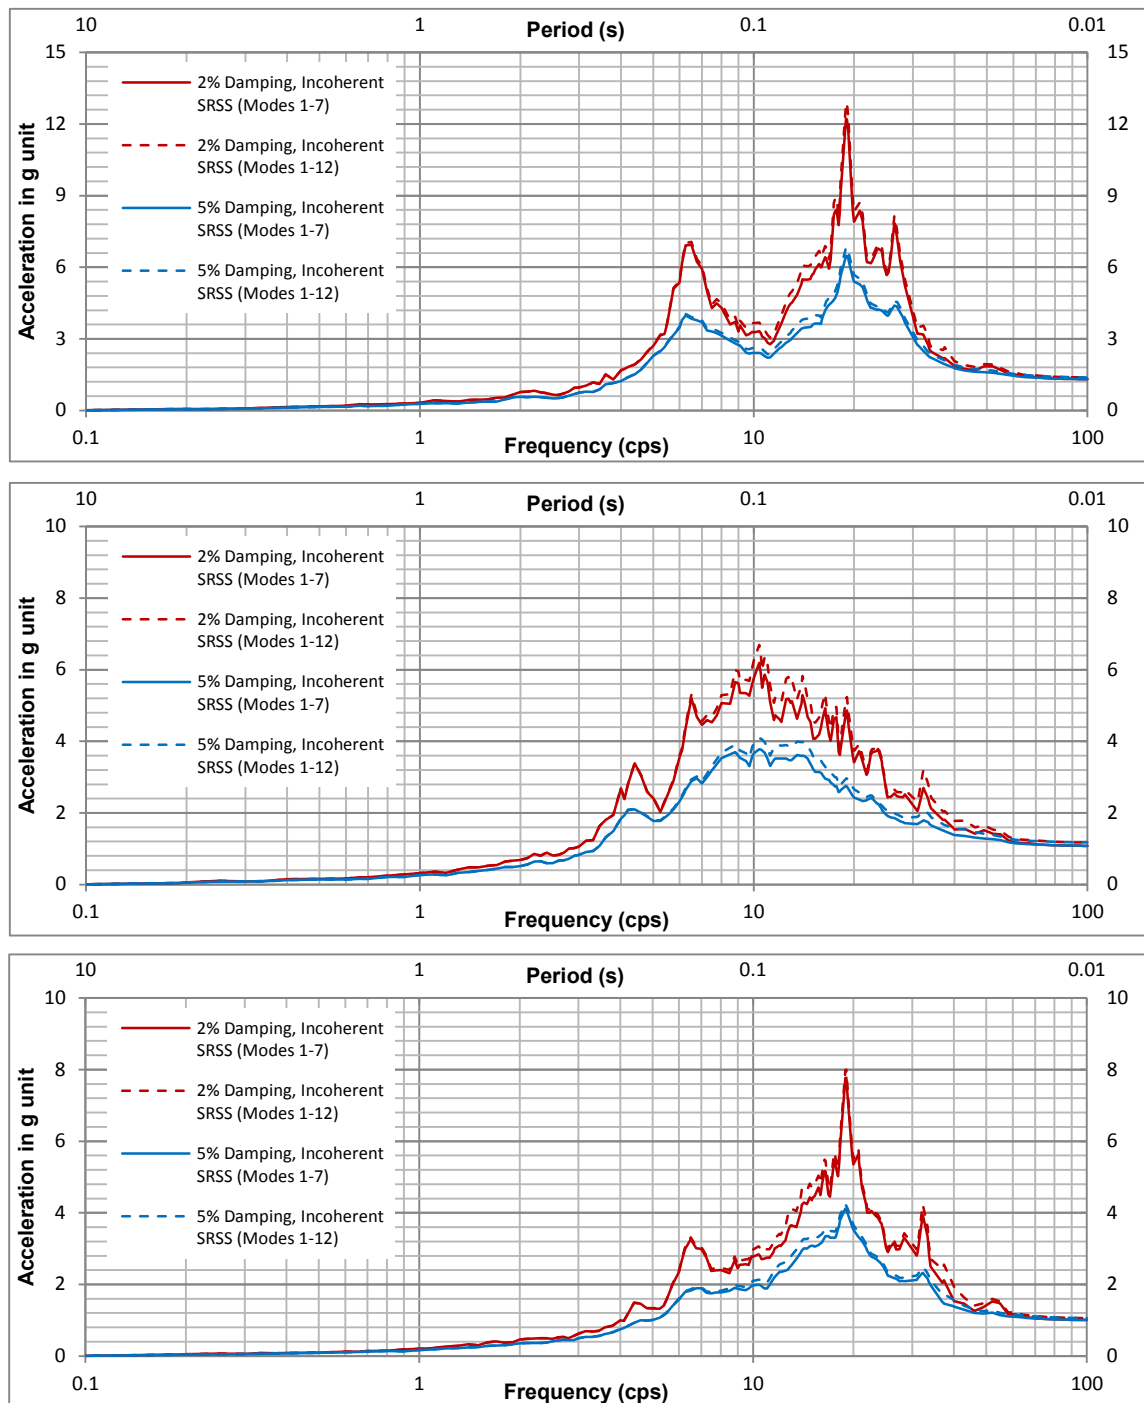 10 1 0.1 0.01
Period (s)
15 15
12 12
9 9
6 6
3 3
0 0
Acceleration in g unit
2% Damping, Incoherent
SRSS (Modes 1-7)
2% Damping, Incoherent
SRSS (Modes 1-12)
5% Damping, Incoherent
SRSS (Modes 1-7)
5% Damping, Incoherent
SRSS (Modes 1-12)
0.1 1 10 100
Frequency (cps)
10 1 0.1 0.01
Period (s)
10 10
8 8
6 6
4 4
2 2
0 0
Acceleration in g unit
2% Damping, Incoherent
SRSS (Modes 1-7)
2% Damping, Incoherent
SRSS (Modes 1-12)
5% Damping, Incoherent
SRSS (Modes 1-7)
5% Damping, Incoherent
SRSS (Modes 1-12)
0.1 1 10 100
Frequency (cps)
10 1 0.1 0.01
Period (s)
10 10
8 8
6 6
4 4
2 2
0 0
Acceleration in g unit
2% Damping, Incoherent
SRSS (Modes 1-7)
2% Damping, Incoherent
SRSS (Modes 1-12)
5% Damping, Incoherent
SRSS (Modes 1-7)
5% Damping, Incoherent
SRSS (Modes 1-12)
0.1 1 10 100
Frequency (cps)